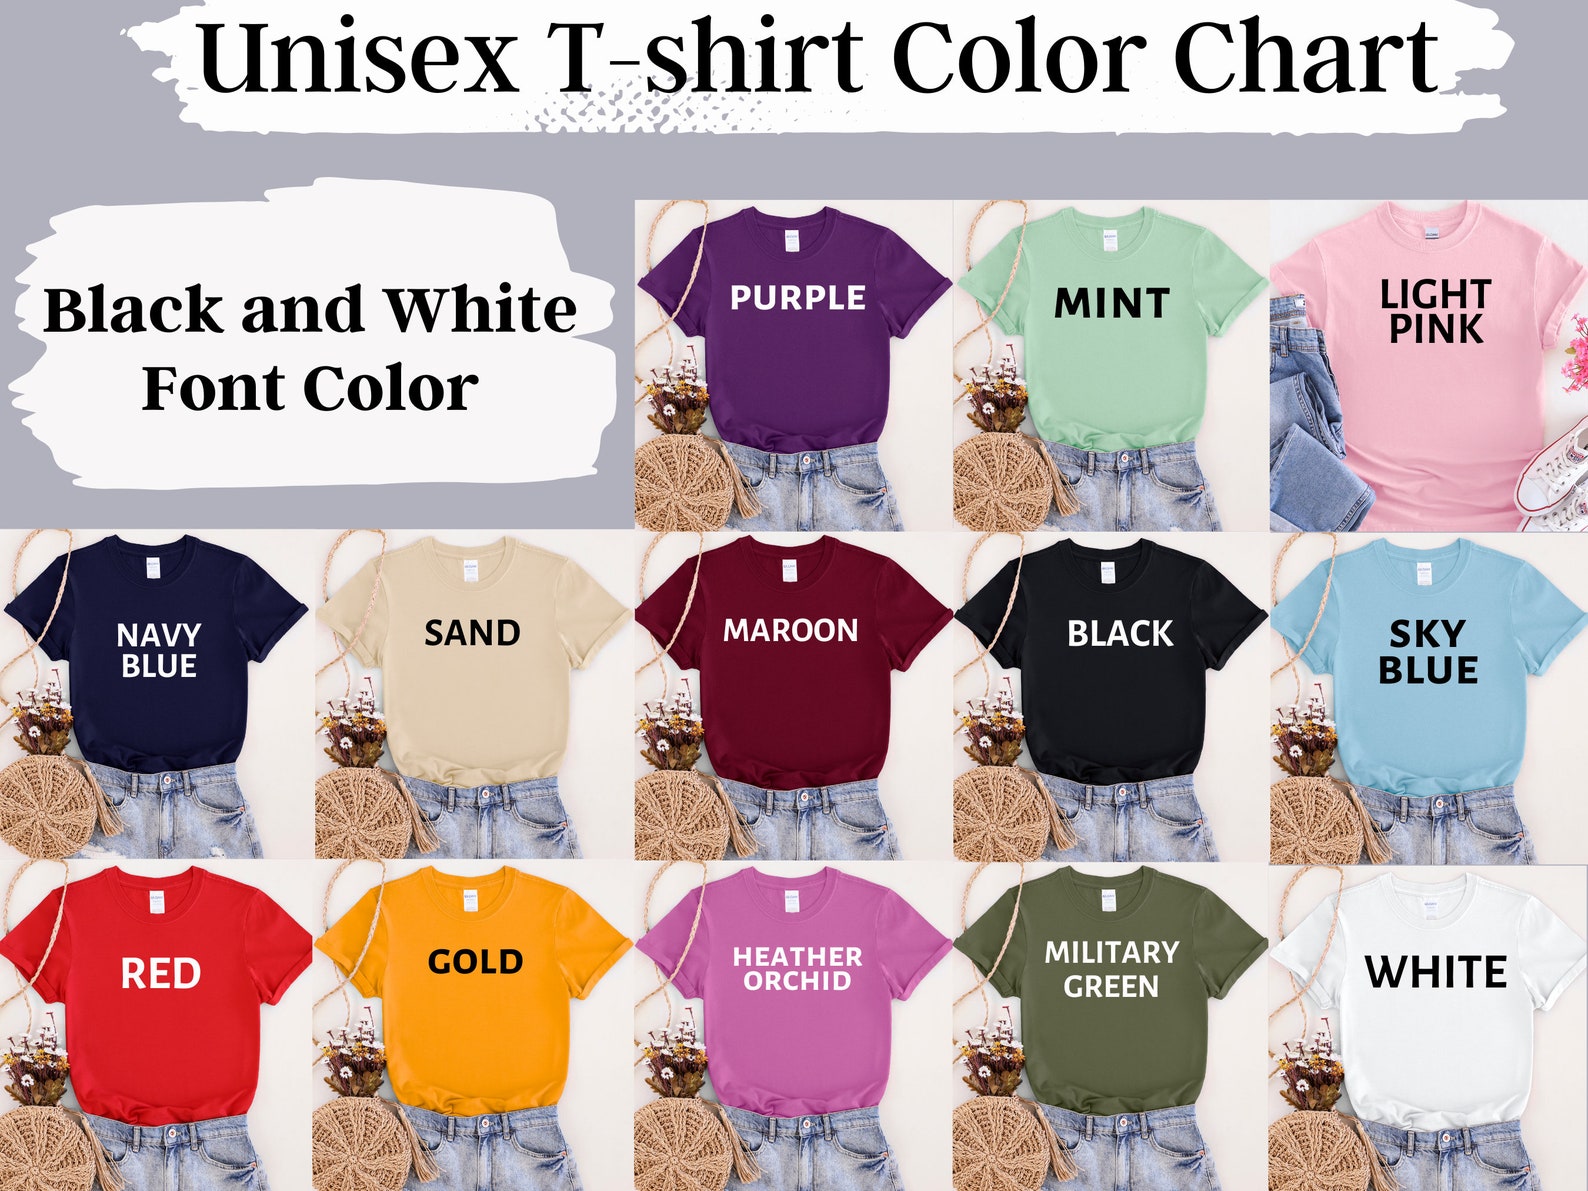 Unisex T-shirt Color Chart
Black and White
Font Color
PURPLE
MINT
LIGHT
PINK
NAVY
BLUE
SAND
MAROON
BLACK
SKY
BLUE
RED
GOLD
HEATHER
ORCHID
MILITARY
GREEN
WHITE